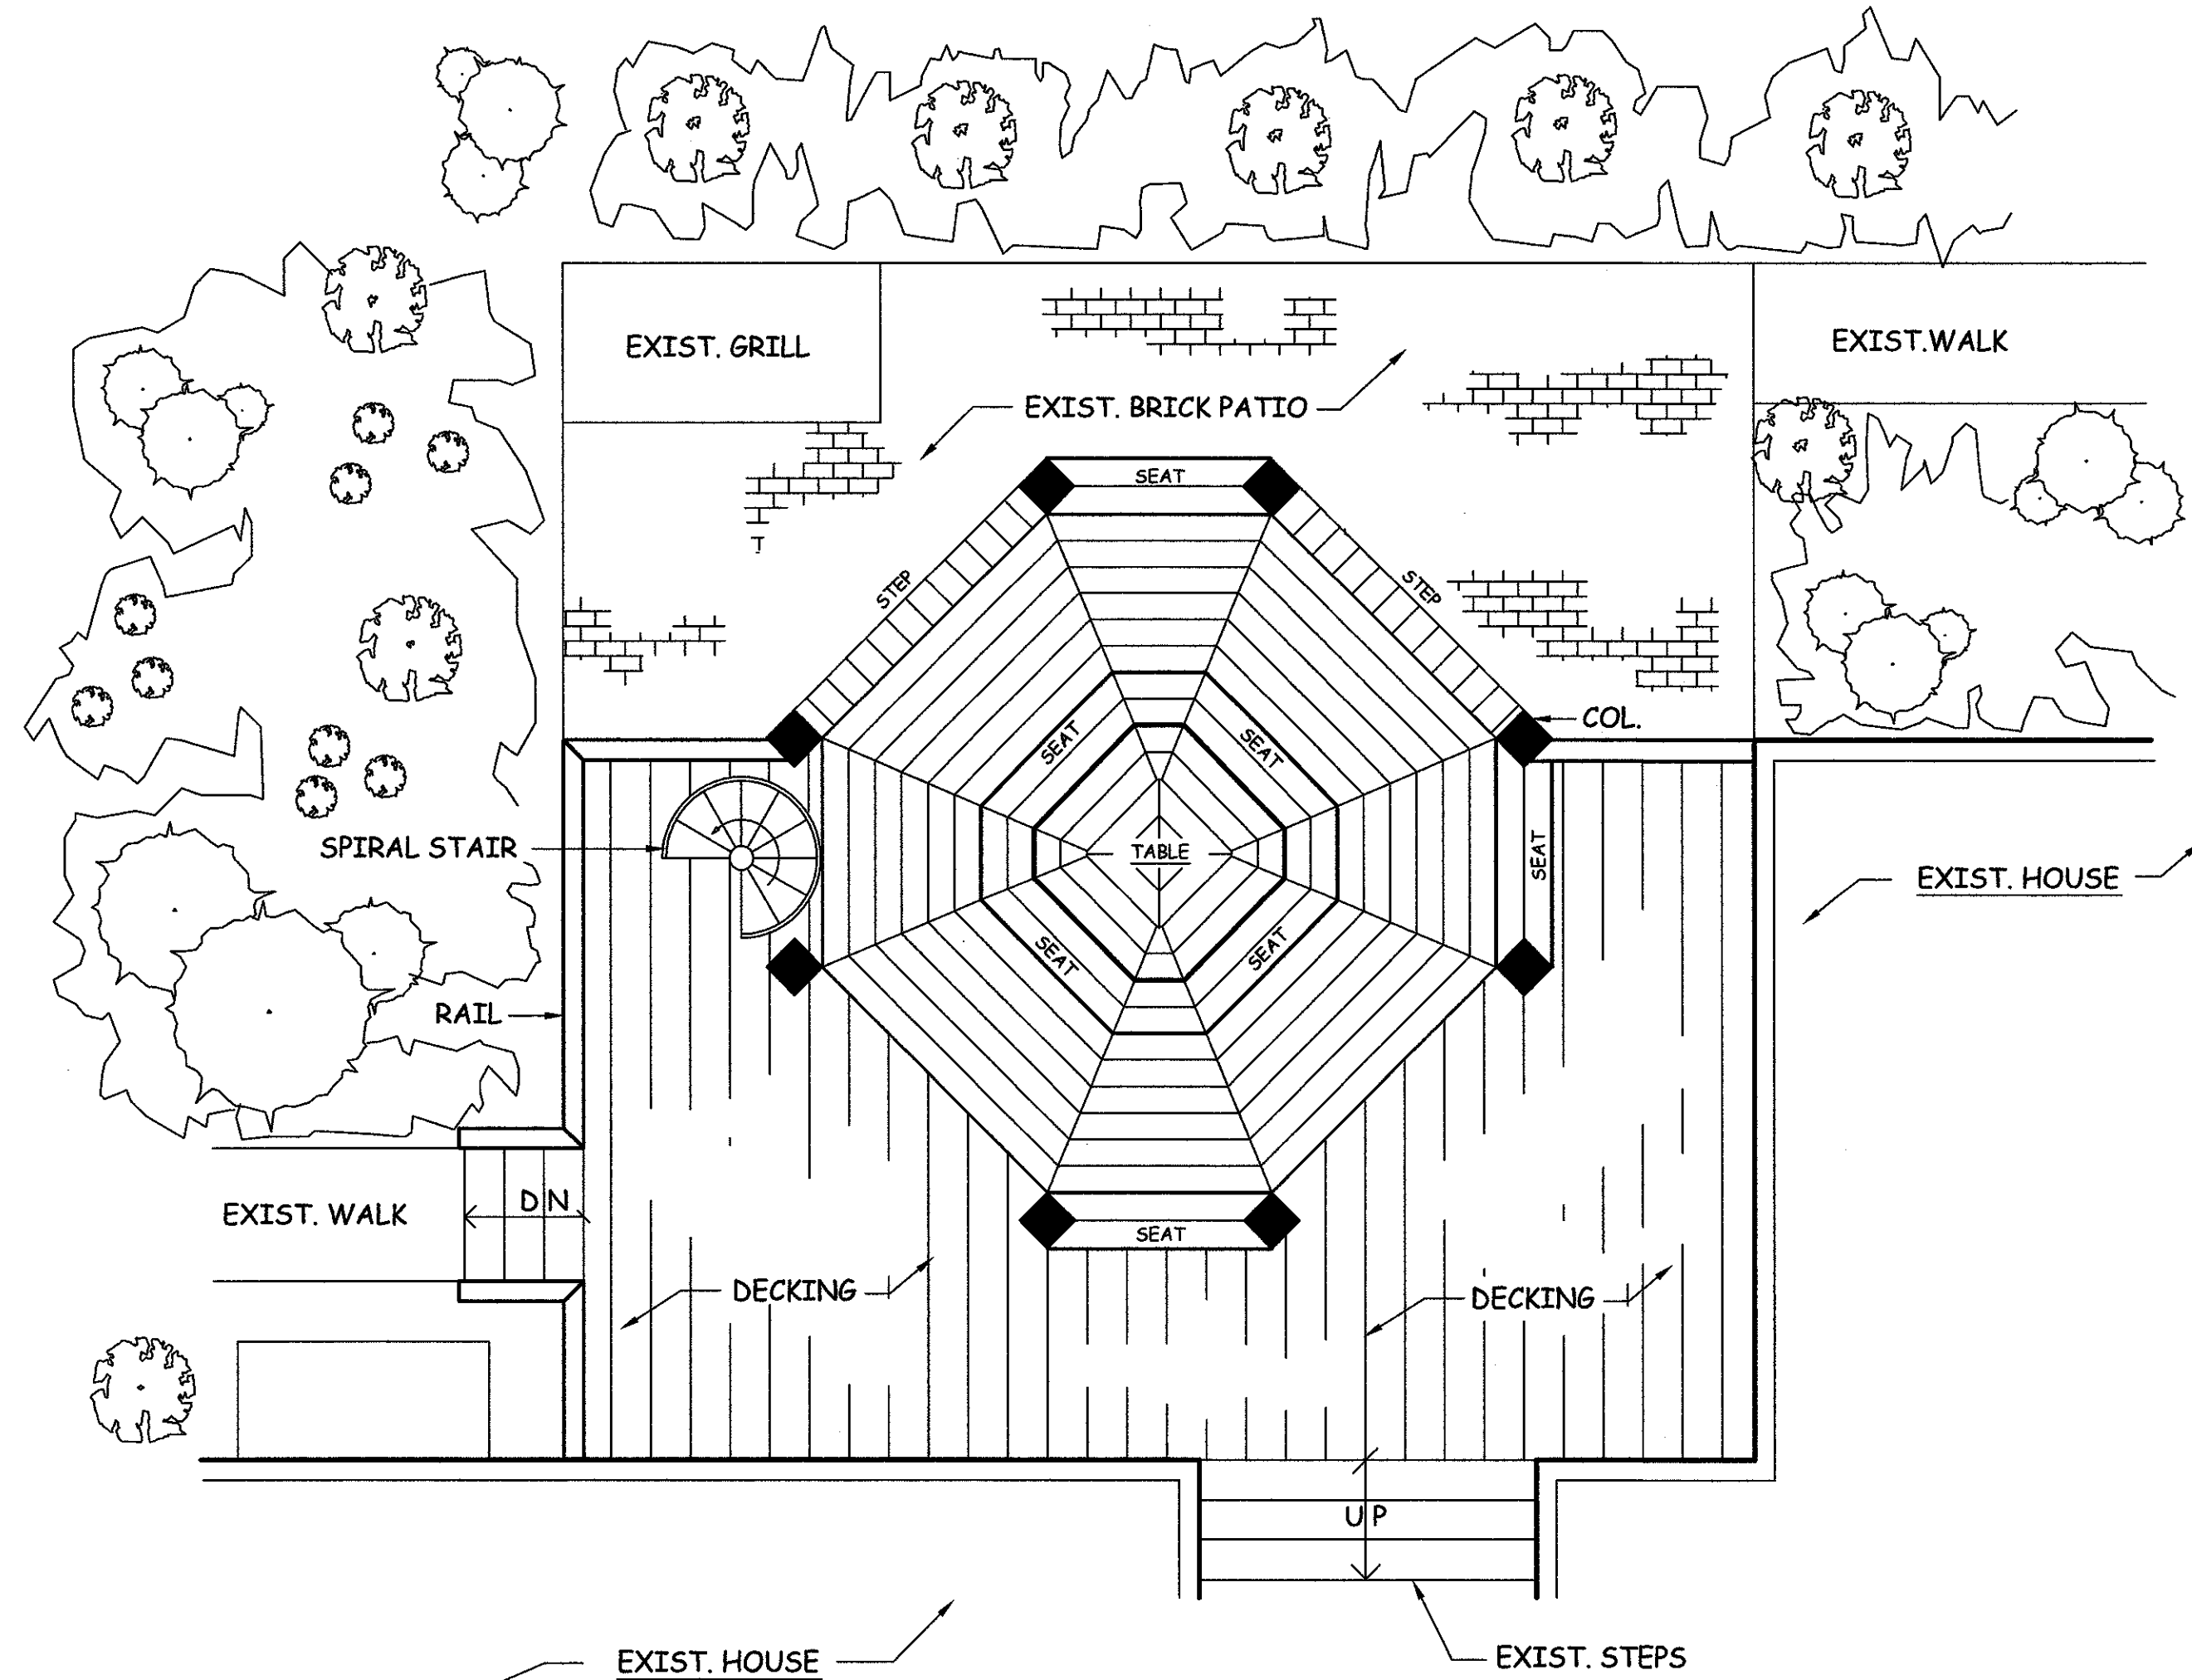 EXIST. GRILL
EXIST.WALK
EXIST. BRICK PATIO
SEAT
STEP
STEP
COL.
SEAT
SEAT
SPIRAL STAIR
TABLE
SEAT
EXIST. HOUSE
SEAT
SEAT
RAIL
DN
EXIST. WALK
SEAT
DECKING
DECKING
UP
EXIST. HOUSE
EXIST. STEPS